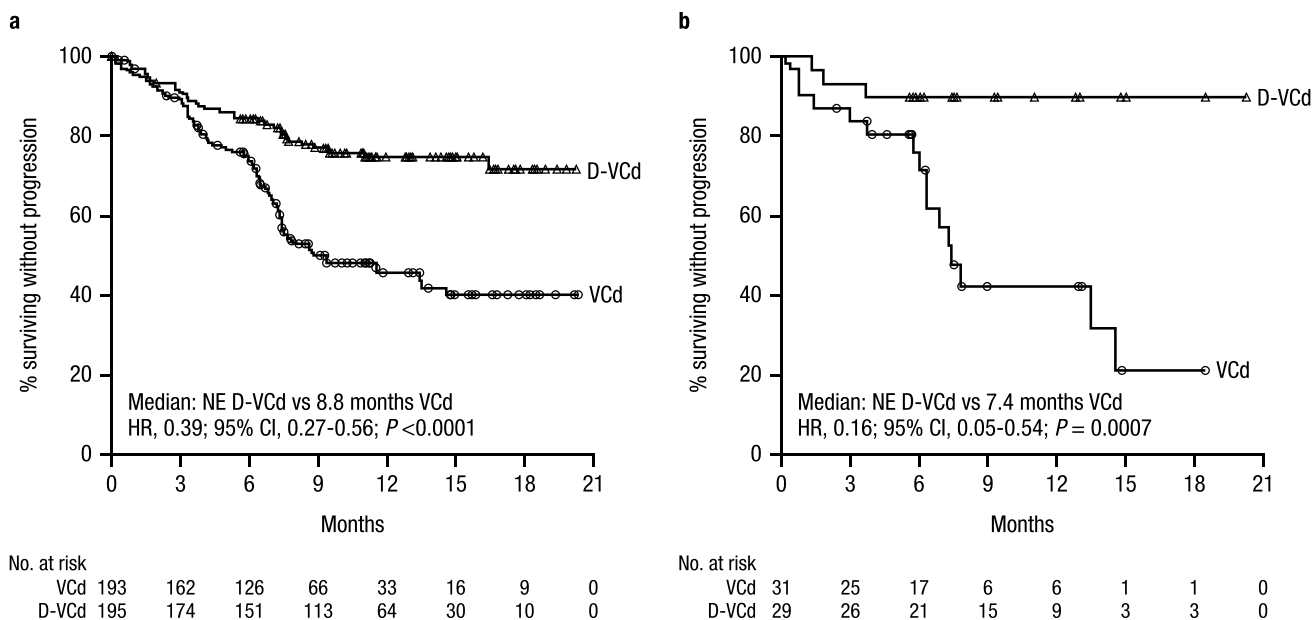 a
100
80
60
40
20
0
% surviving without progression
D-VCd
VCd
Median: NE D-VCd vs 8.8 months VCd
HR, 0.39; 95% CI, 0.27-0.56; P <0.0001
0 3 6 9 12 15 18 21
Months
No. at risk
VCd 193 162 126 66 33 16 9 0
D-VCd 195 174 151 113 64 30 10 0
b
100
80
60
40
20
0
% surviving without progression
D-VCd
VCd
Median: NE D-VCd vs 7.4 months VCd
HR, 0.16; 95% CI, 0.05-0.54; P = 0.0007
0 3 6 9 12 15 18 21
Months
No. at risk
VCd 31 25 17 6 6 1 1 0
D-VCd 29 26 21 15 9 3 3 0